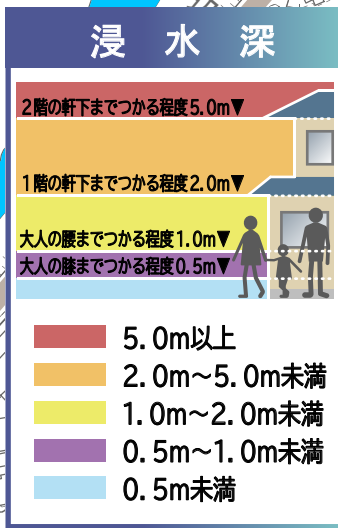 浸水深
2階の軒下までつかる程度5.0m▼
1階の軒下までつかる程度2.0m▼
大人の腰までつかる程度1.0m▼
大人の膝までつかる程度0.5m▼
5.0m以上
2.0m～5.0m未満
1.0m～2.0m未満
0.5m～1.0m未満
0.5m未満